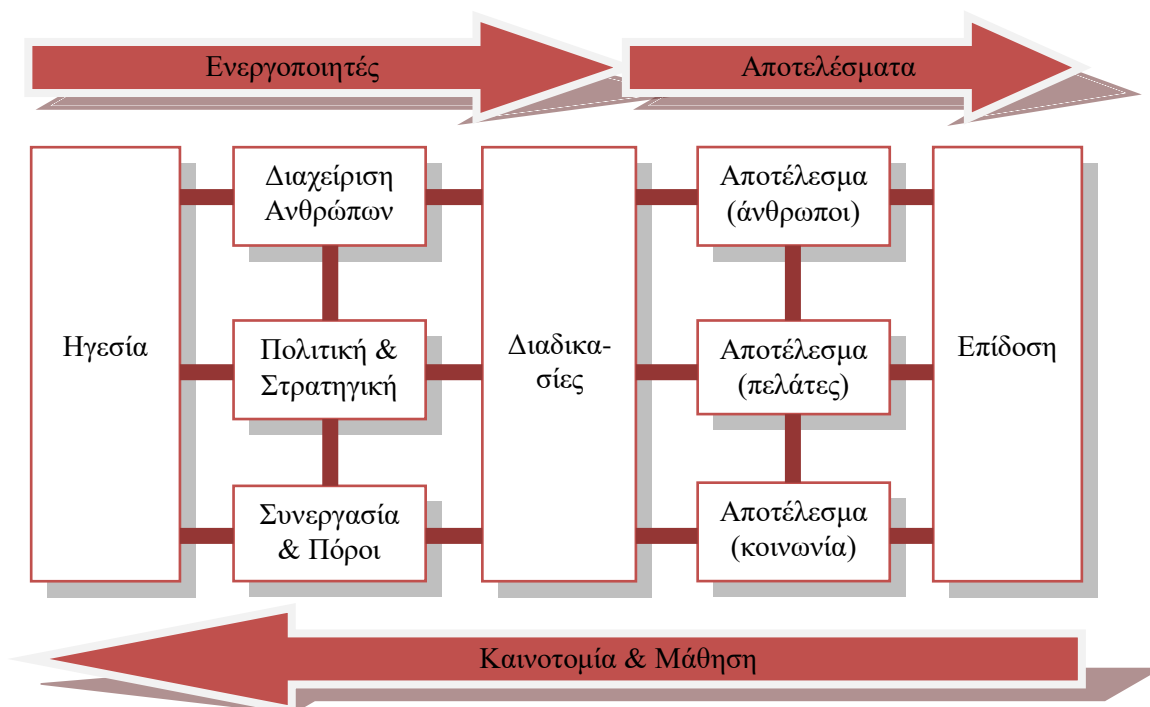 Ενεργοποιητές
Αποτελέσματα
Ηγεσία
Διαχείριση
Ανθρώπων
Πολιτική &
Στρατηγική
Συνεργασία
& Πόροι
Διαδικα-
σίες
Αποτέλεσμα
(άνθρωποι)
Αποτέλεσμα
(πελάτες)
Αποτέλεσμα
(κοινωνία)
Επίδοση
Καινοτομία & Μάθηση